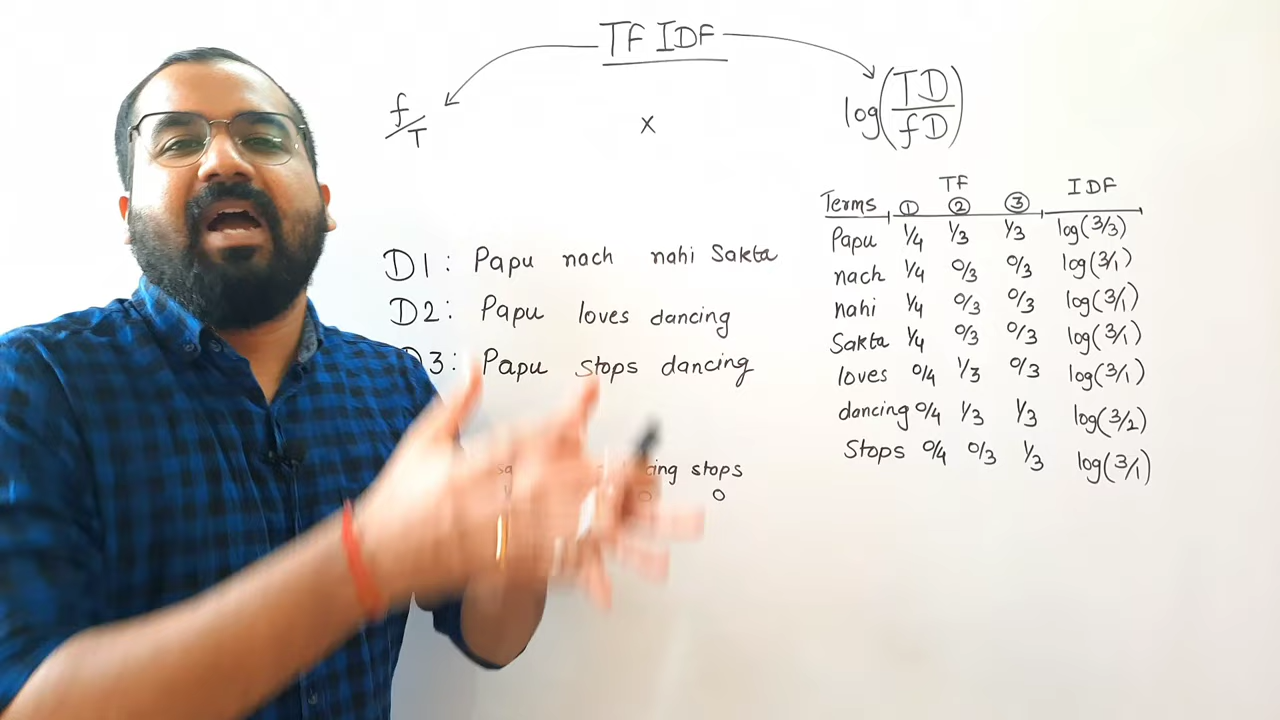 TF IDF
f/T x log(TD/fD)
TF IDF
Terms ① ② ③
Papu 1/4 1/3 1/3 log(3/3)
nach 1/4 0/3 0/3 log(3/1)
nahi 1/4 0/3 0/3 log(3/1)
Sakta 1/4 0/3 0/3 log(3/1)
loves 0/4 1/3 0/3 log(3/1)
dancing 0/4 1/3 1/3 log(3/2)
Stops 0/4 0/3 1/3 log(3/1)
D1: Papu nach nahi Sakta
D2: Papu loves dancing
D3: Papu stops dancing
stops
0 0